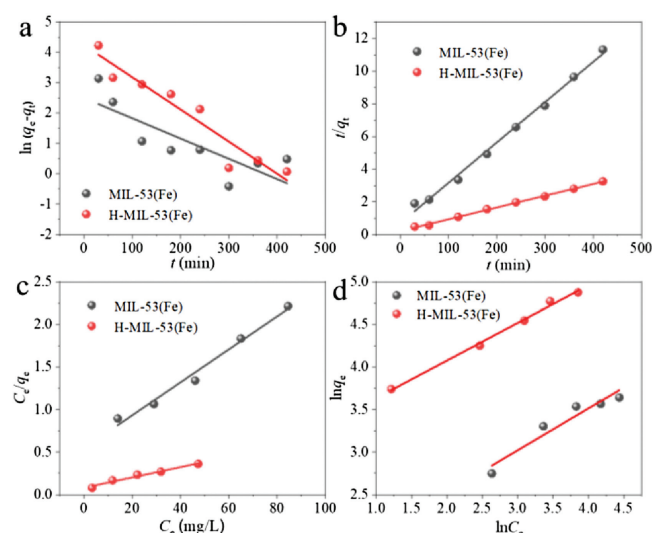 a
5
4
3
2
1
0
-1
-2
ln (qe-qt)
MIL-53(Fe)
H-MIL-53(Fe)
0 100 200 300 400 500
t (min)
b
12
10
8
6
4
2
0
t/qt
MIL-53(Fe)
H-MIL-53(Fe)
0 100 200 300 400 500
t (min)
c
2.5
2.0
1.5
1.0
0.5
0.0
Ce/qe
MIL-53(Fe)
H-MIL-53(Fe)
0 20 40 60 80 100
Ce (mg/L)
d
5.0
4.5
4.0
3.5
3.0
2.5
lnqe
MIL-53(Fe)
H-MIL-53(Fe)
1.0 1.5 2.0 2.5 3.0 3.5 4.0 4.5
lnCe